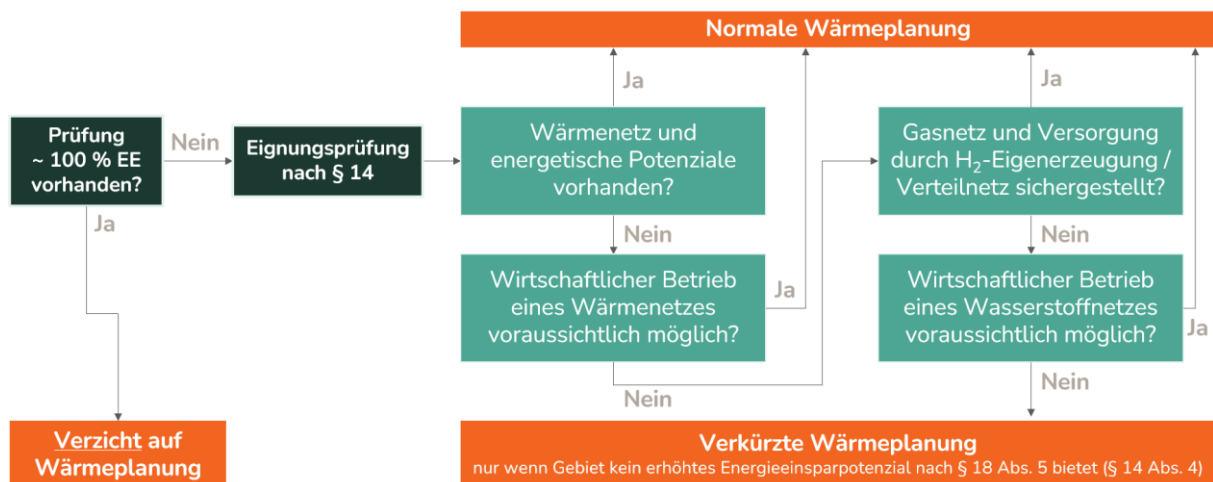 Normale Wärmeplanung
Ja
Ja
Prüfung
~ 100 % EE
vorhanden?
Nein
Eignungsprüfung
nach § 14
Wärmenetz und
energetische Potenziale
vorhanden?
Gasnetz und Versorgung
durch H₂-Eigenerzeugung /
Verteilnetz sichergestellt?
Ja
Nein
Nein
Wirtschaftlicher Betrieb
eines Wärmenetzes
voraussichtlich möglich?
Ja
Wirtschaftlicher Betrieb
eines Wasserstoffnetzes
voraussichtlich möglich?
Ja
Nein
Nein
Verzicht auf
Wärmeplanung
Verkürzte Wärmeplanung
nur wenn Gebiet kein erhöhtes Energieeinsparpotenzial nach § 18 Abs. 5 bietet (§ 14 Abs. 4)